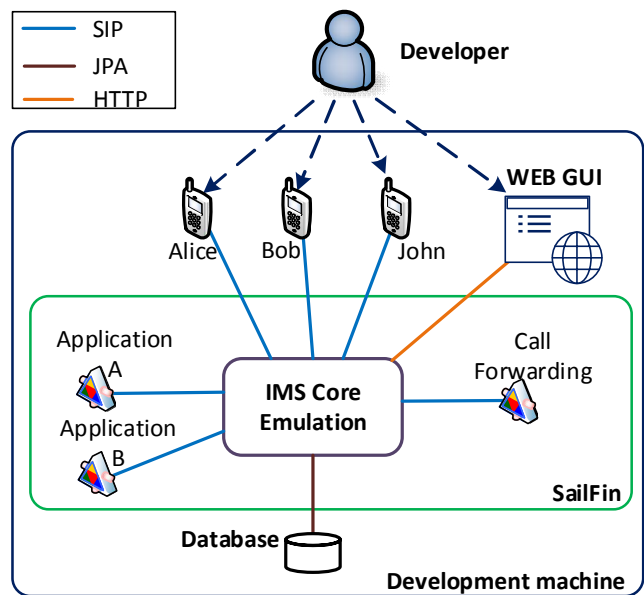 SIP
JPA
HTTP
Developer
WEB GUI
Alice
Bob
John
Application
A
Application
B
IMS Core
Emulation
Call
Forwarding
SailFin
Database
Development machine